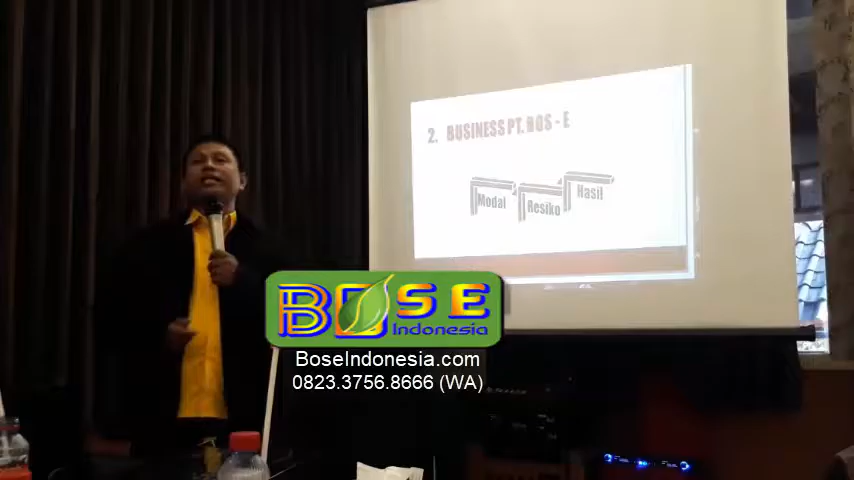 2. BUSINESS PT. BOS - E
Modal
Resiko
Hasil
BOSE
Indonesia
BoseIndonesia.com
0823.3756.8666 (WA)